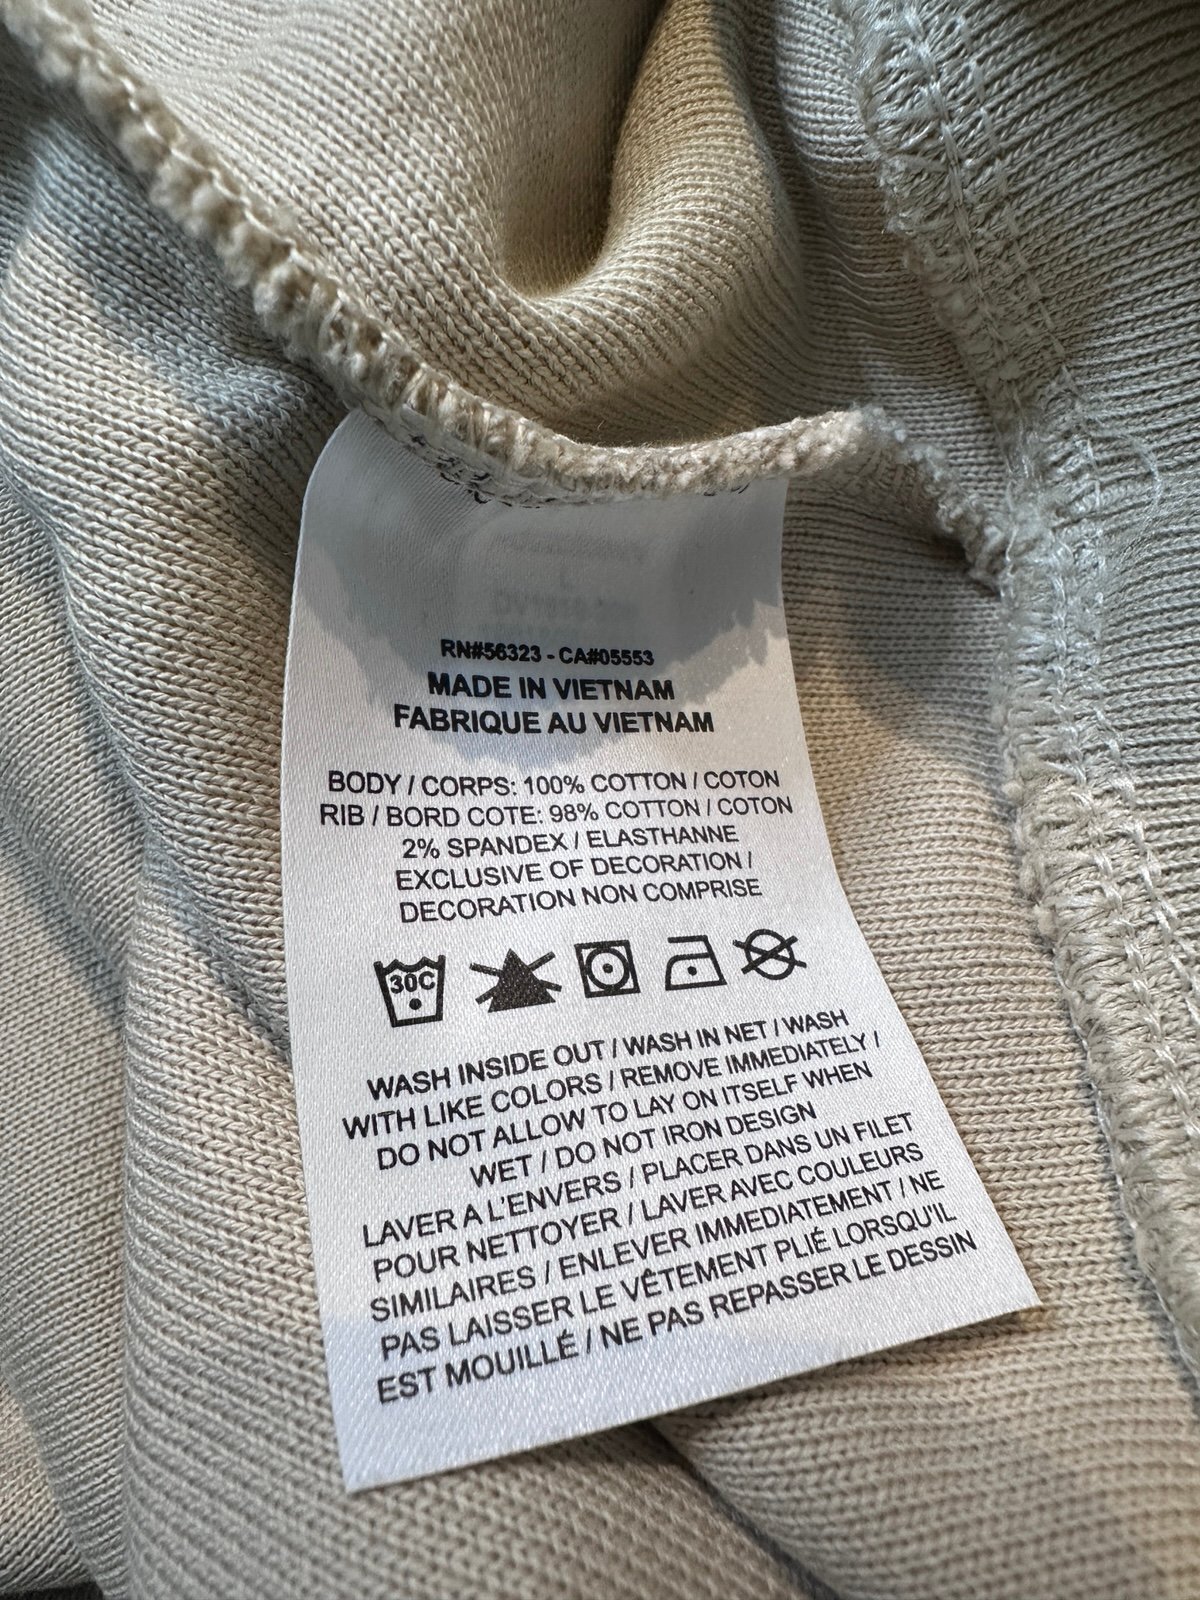 RN#56323 - CA#05553
MADE IN VIETNAM
FABRIQUE AU VIETNAM
BODY / CORPS: 100% COTTON / COTON
RIB / BORD COTE: 98% COTTON / COTON
2% SPANDEX / ELASTHANNE
EXCLUSIVE OF DECORATION /
DECORATION NON COMPRISE
30C
WASH INSIDE OUT / WASH IN NET / WASH
WITH LIKE COLORS / REMOVE IMMEDIATELY /
DO NOT ALLOW TO LAY ON ITSELF WHEN
WET / DO NOT IRON DESIGN
LAVER A L'ENVERS / PLACER DANS UN FILET
POUR NETTOYER / LAVER AVEC COULEURS
SIMILAIRES / ENLEVER IMMEDIATEMENT / NE
PAS LAISSER LE VÊTEMENT PLIÉ LORSQU'IL
EST MOUILLÉ / NE PAS REPASSER LE DESSIN